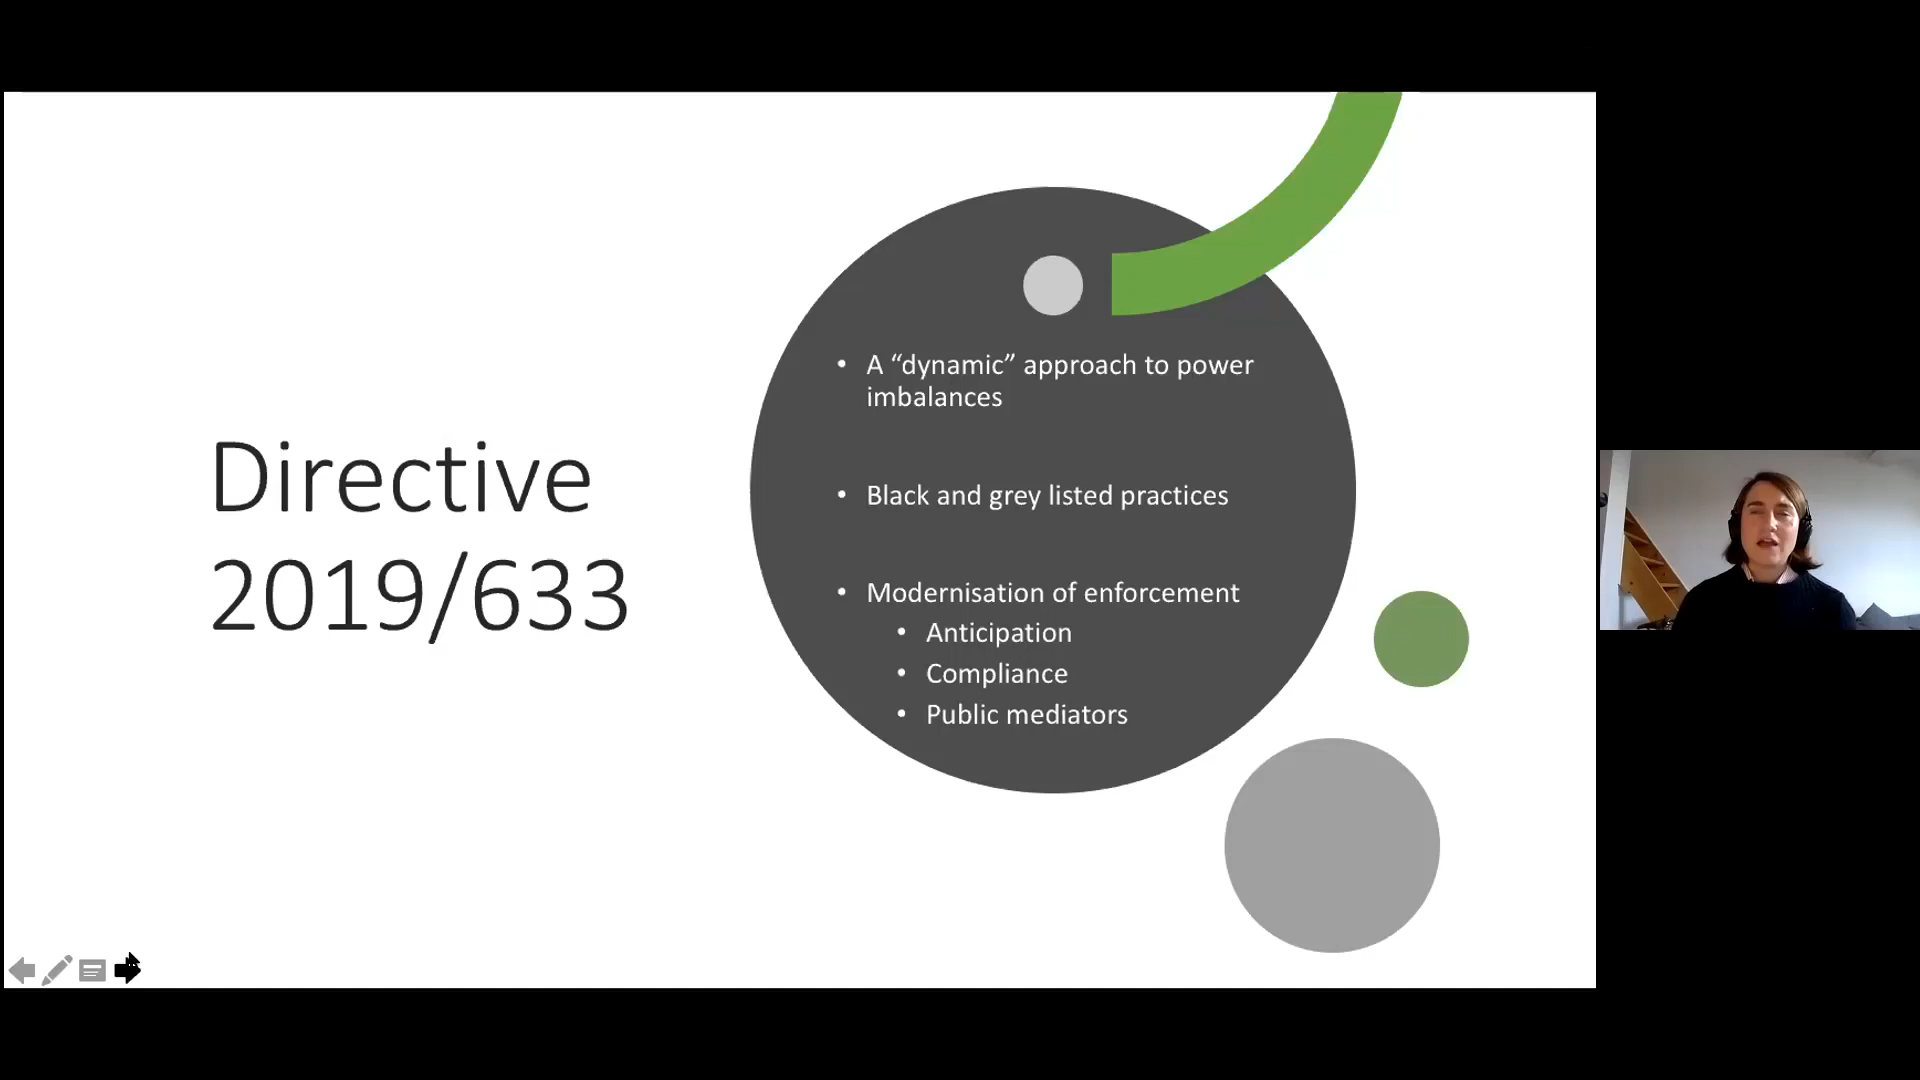 Directive
2019/633
• A “dynamic” approach to power
imbalances
• Black and grey listed practices
• Modernisation of enforcement
• Anticipation
• Compliance
• Public mediators